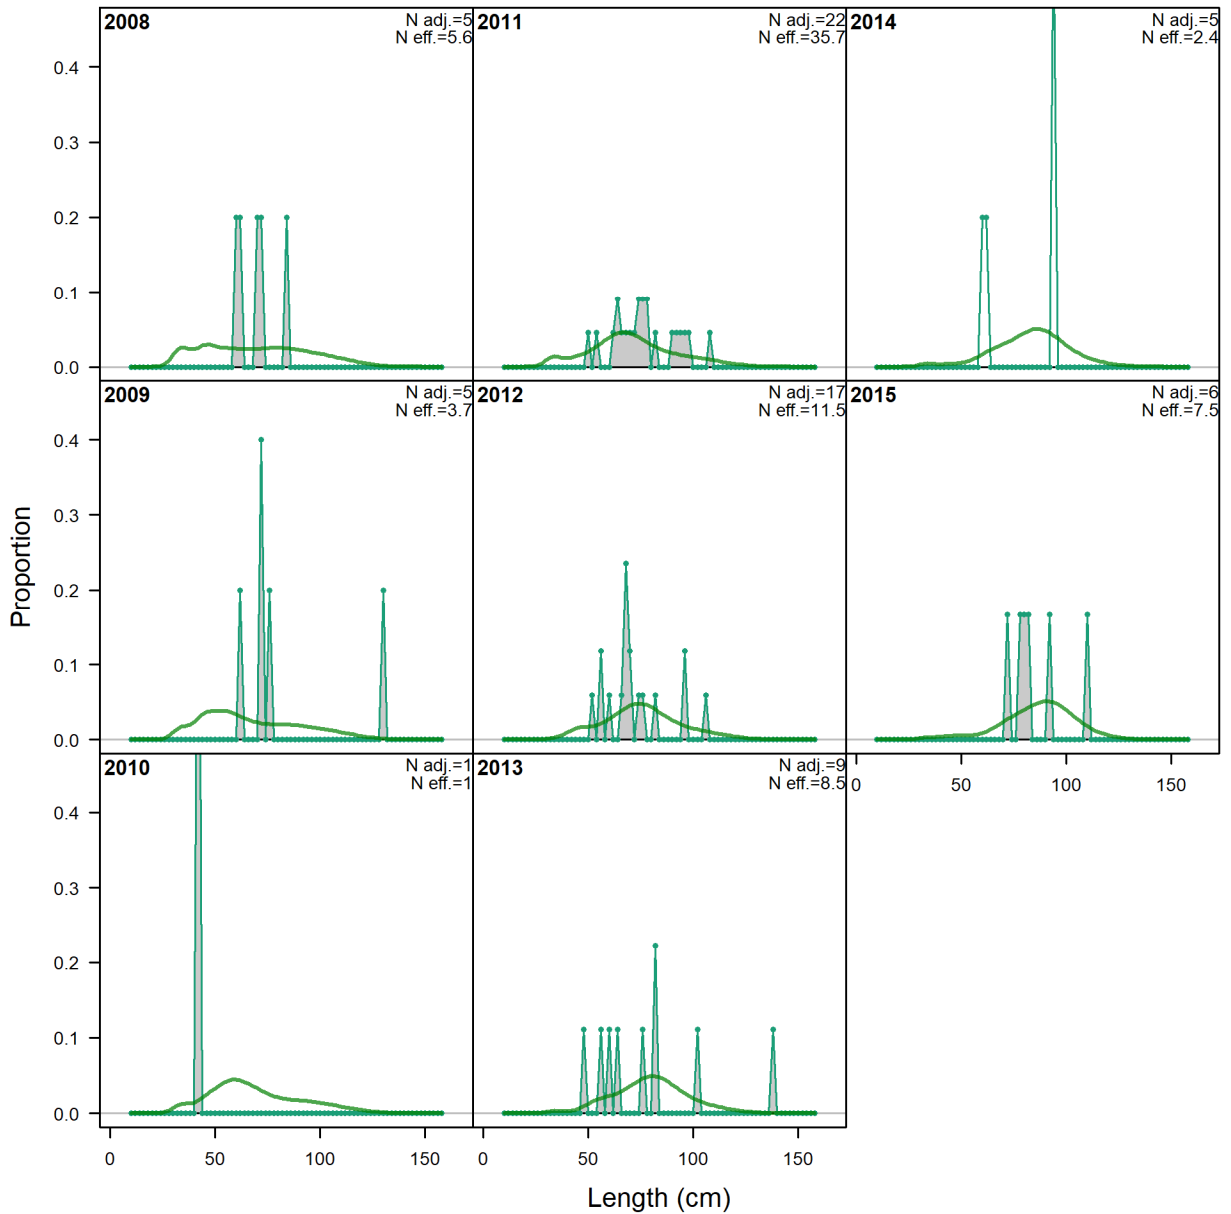 2008
N adj.=5
N eff.=5.6
2011
N adj.=22
N eff.=35.7
2014
N adj.=5
N eff.=2.4
0.4
0.3
0.2
0.1
0.0
2009
N adj.=5
N eff.=3.7
2012
N adj.=17
N eff.=11.5
2015
N adj.=6
N eff.=7.5
0.4
0.3
0.2
0.1
0.0
Proportion
2010
N adj.=1
N eff.=1
2013
N adj.=9
N eff.=8.5
0 50 100 150
0.4
0.3
0.2
0.1
0.0
0 50 100 150
0 50 100 150
Length (cm)